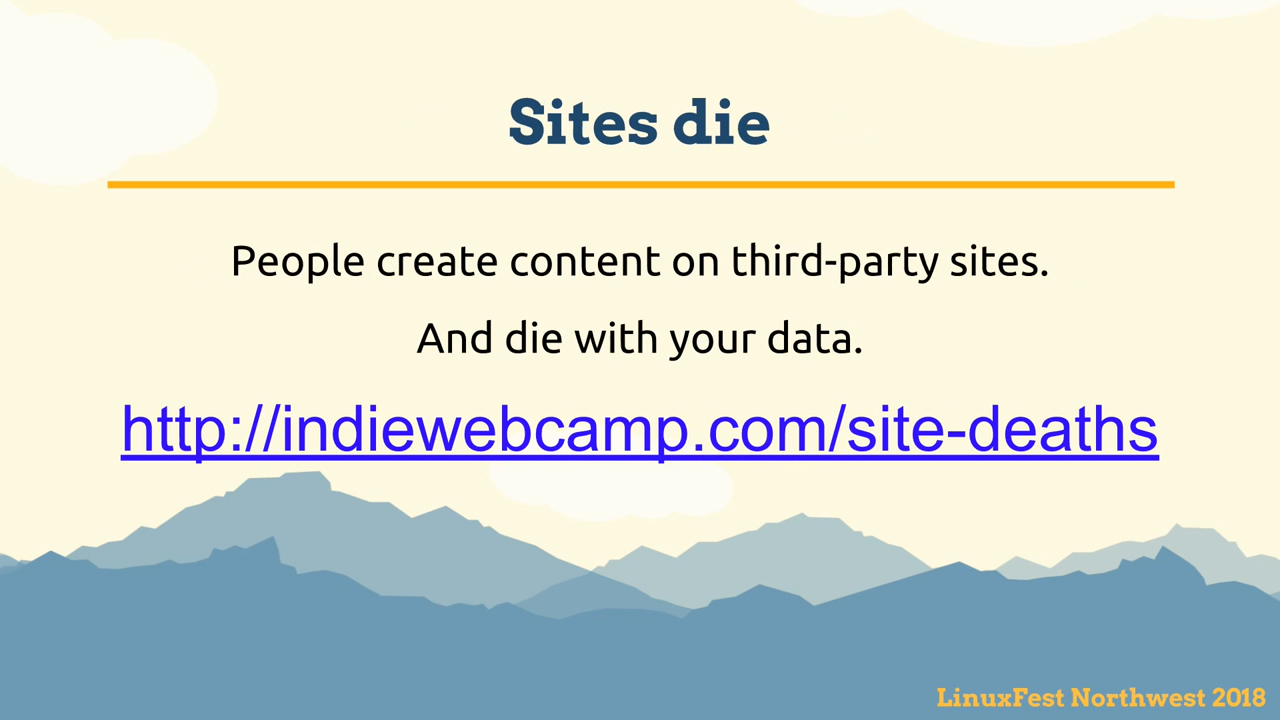 Sites die
People create content on third-party sites.
And die with your data.
http://indiewebcamp.com/site-deaths
LinuxFest Northwest 2018